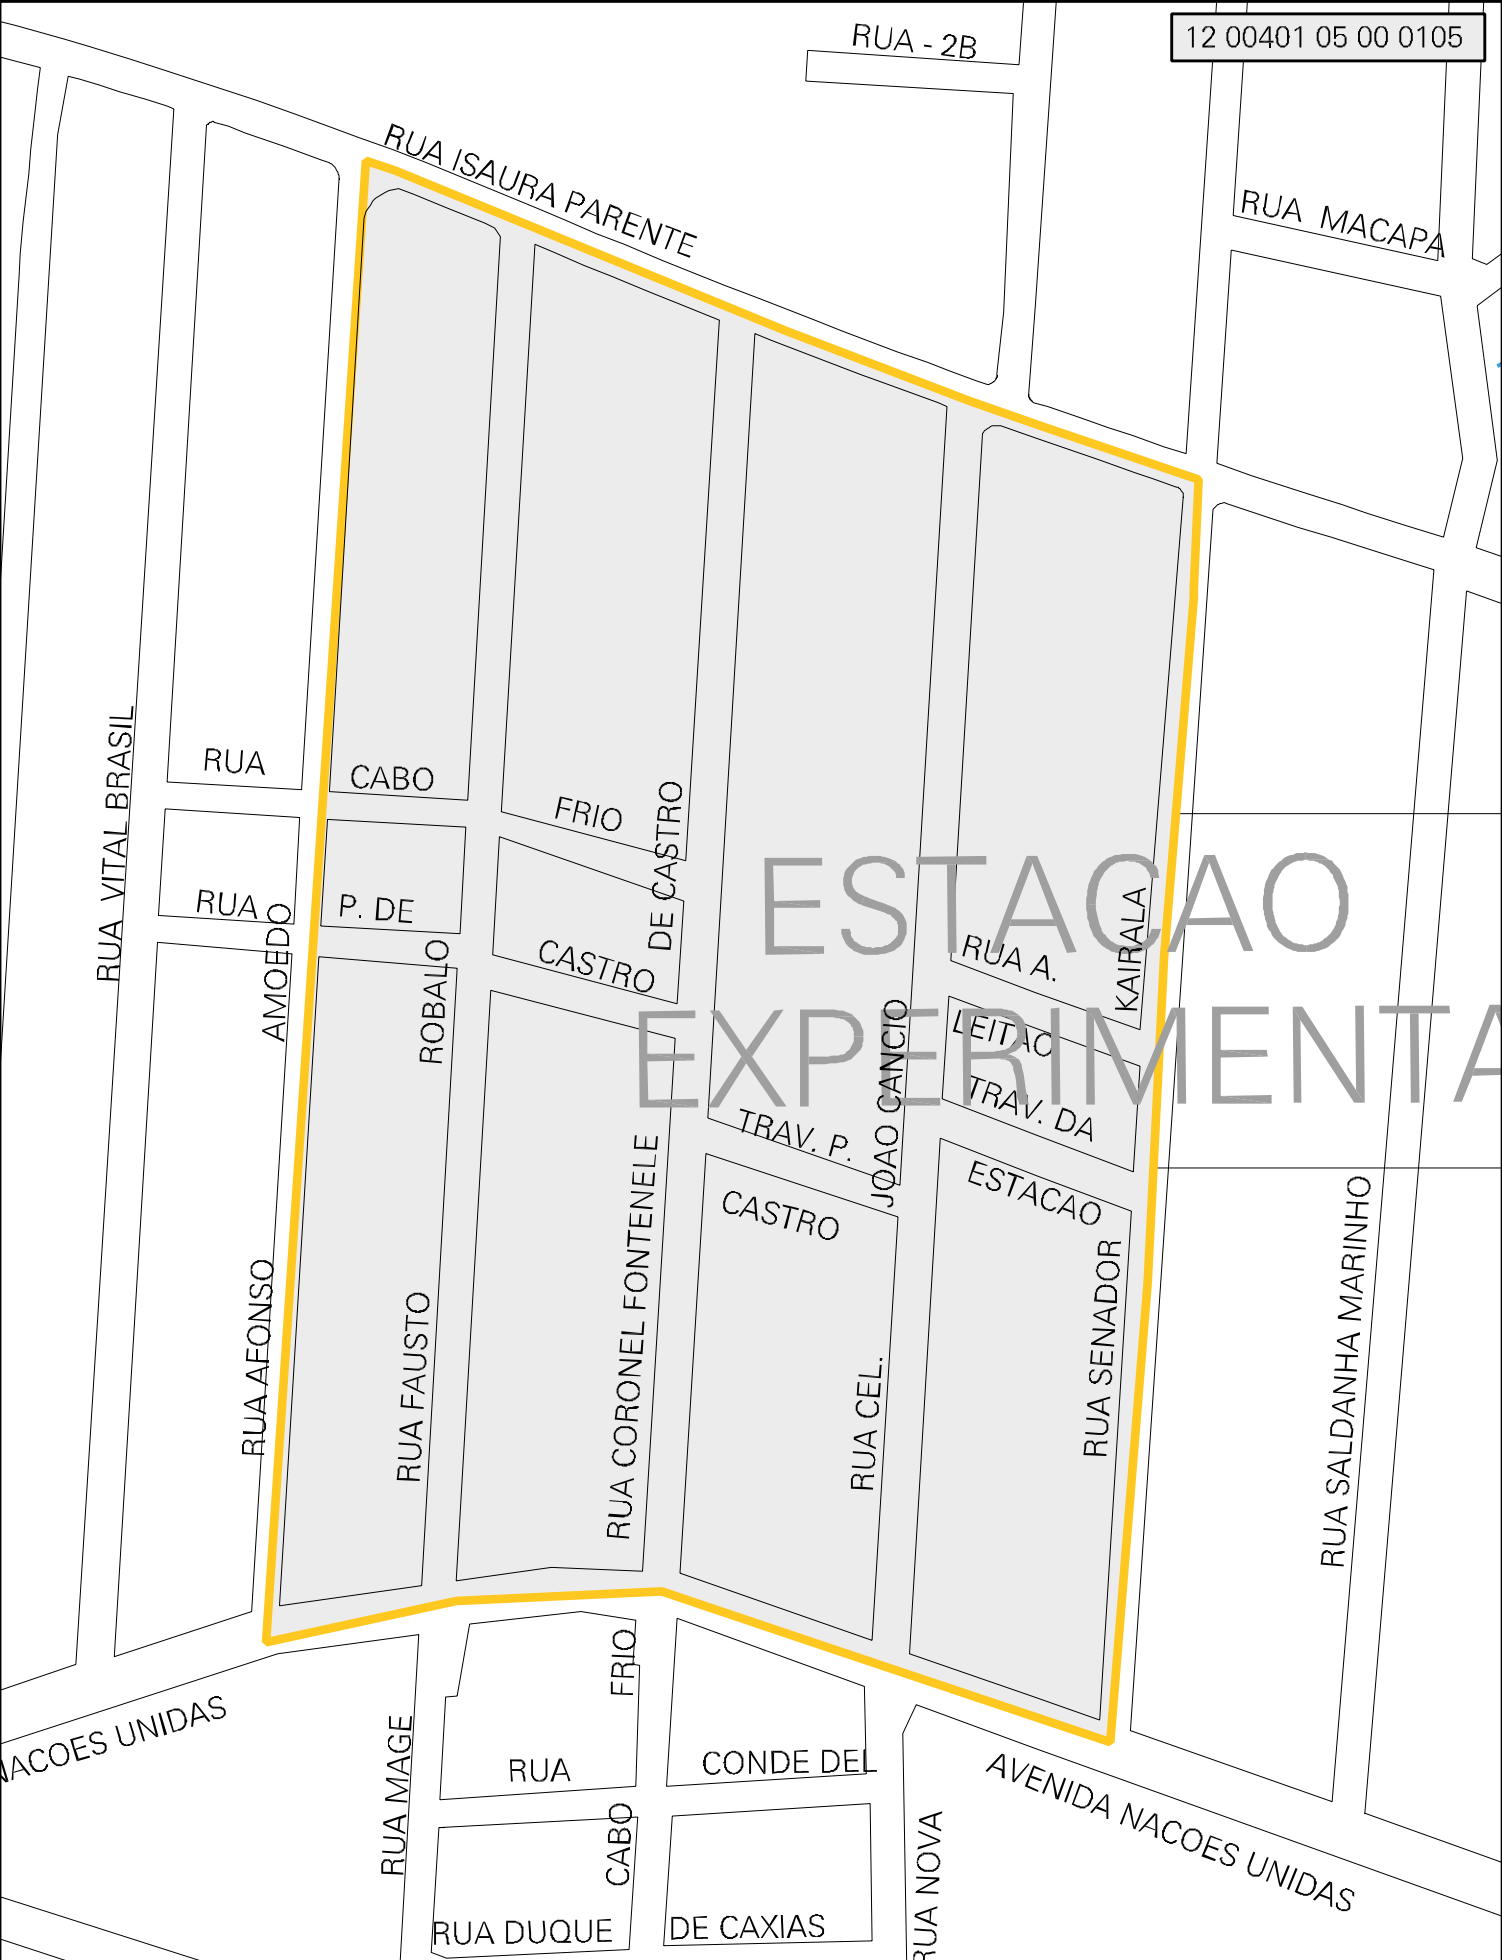 RUA - 2B
12 00401 05 00 0105
RUA ISAURA PARENTE
RUA MACAPA
RUA VITAL BRASIL
RUA
CABO
FRIO
DE CASTRO
RUA
P. DE
CASTRO
AMOEDO
ROBALO
ESTACAO
EXPERIMENTA
RUA A.
KAIRALA
LEITAO
TRAV. DA
ESTACAO
JOAO CANCIO
TRAV. P.
CASTRO
RUA AFONSO
RUA FAUSTO
RUA CORONEL FONTENELE
RUA CEL.
RUA SENADOR
RUA SALDANHA MARINHO
NACOES UNIDAS
RUA MAGE
FRIO
RUA
CONDE DEL
CABO
AVENIDA NACOES UNIDAS
RUA NOVA
RUA DUQUE
DE CAXIAS